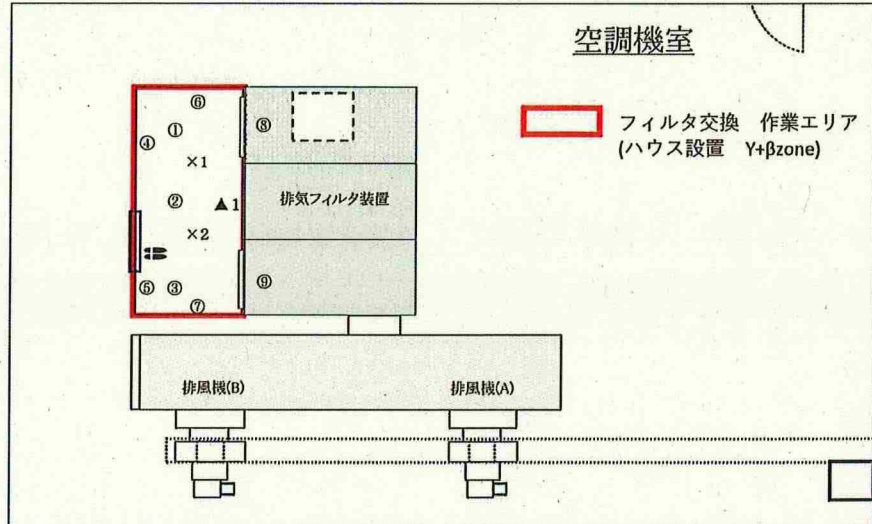 空調機室
フィルタ交換 作業エリア
(ハウス設置 Y+βzone)
⑥
①
⑧
④
×1
②
▲1
排気フィルタ装置
×2
⑤
③
⑨
⑦
排風機(B)
排風機(A)